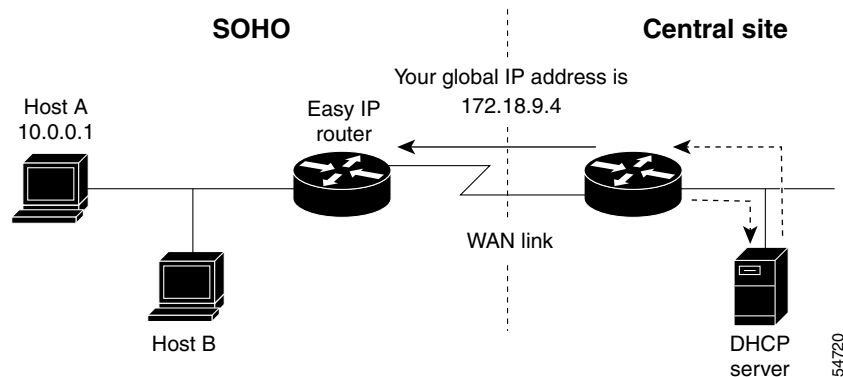 SOHO
Central site
Your global IP address is
172.18.9.4
Host A
10.0.0.1
Easy IP
router
WAN link
Host B
DHCP
server
54720